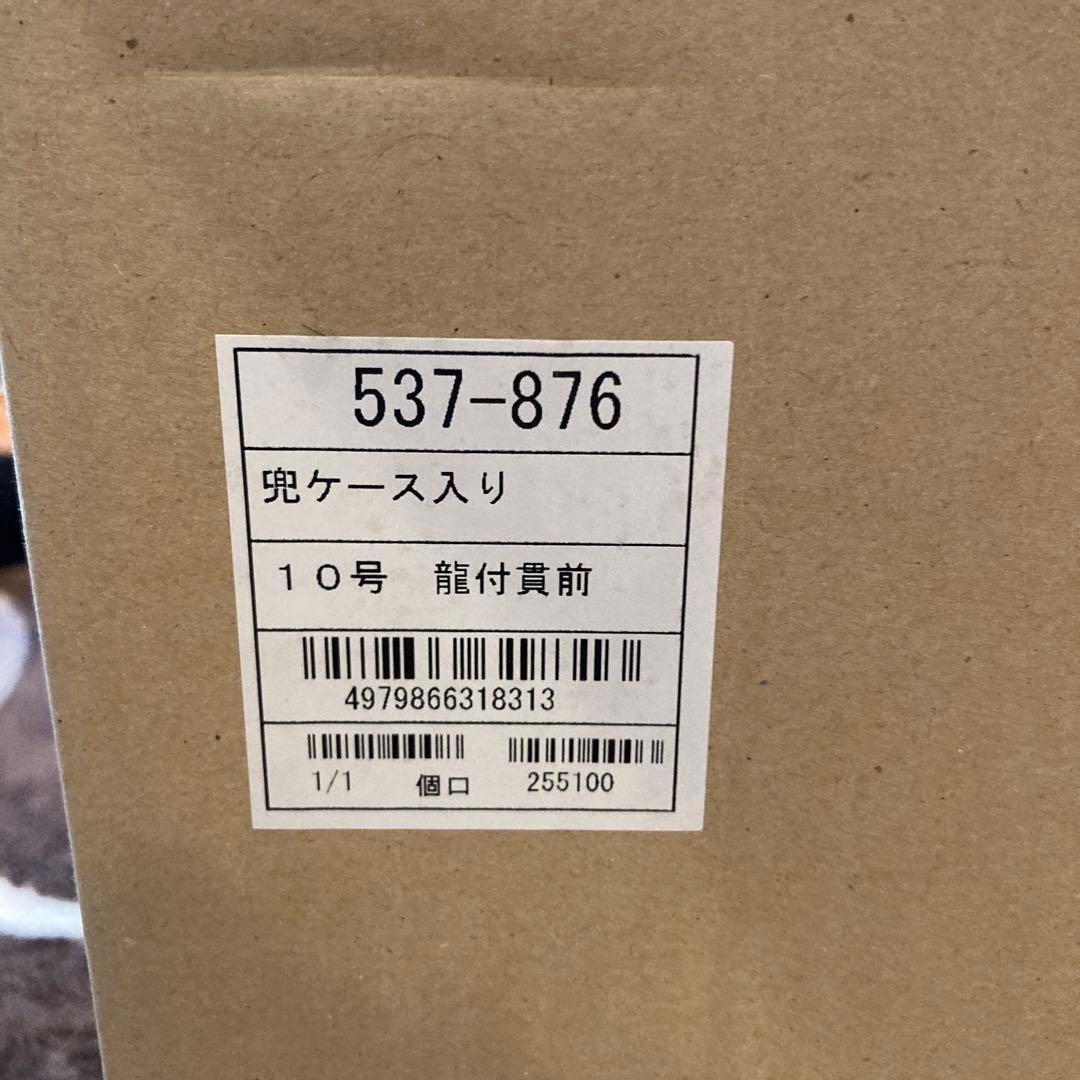 537-876
兜ケース入り
10号　龍付貫前
4979866318313
1/1 個口 255100